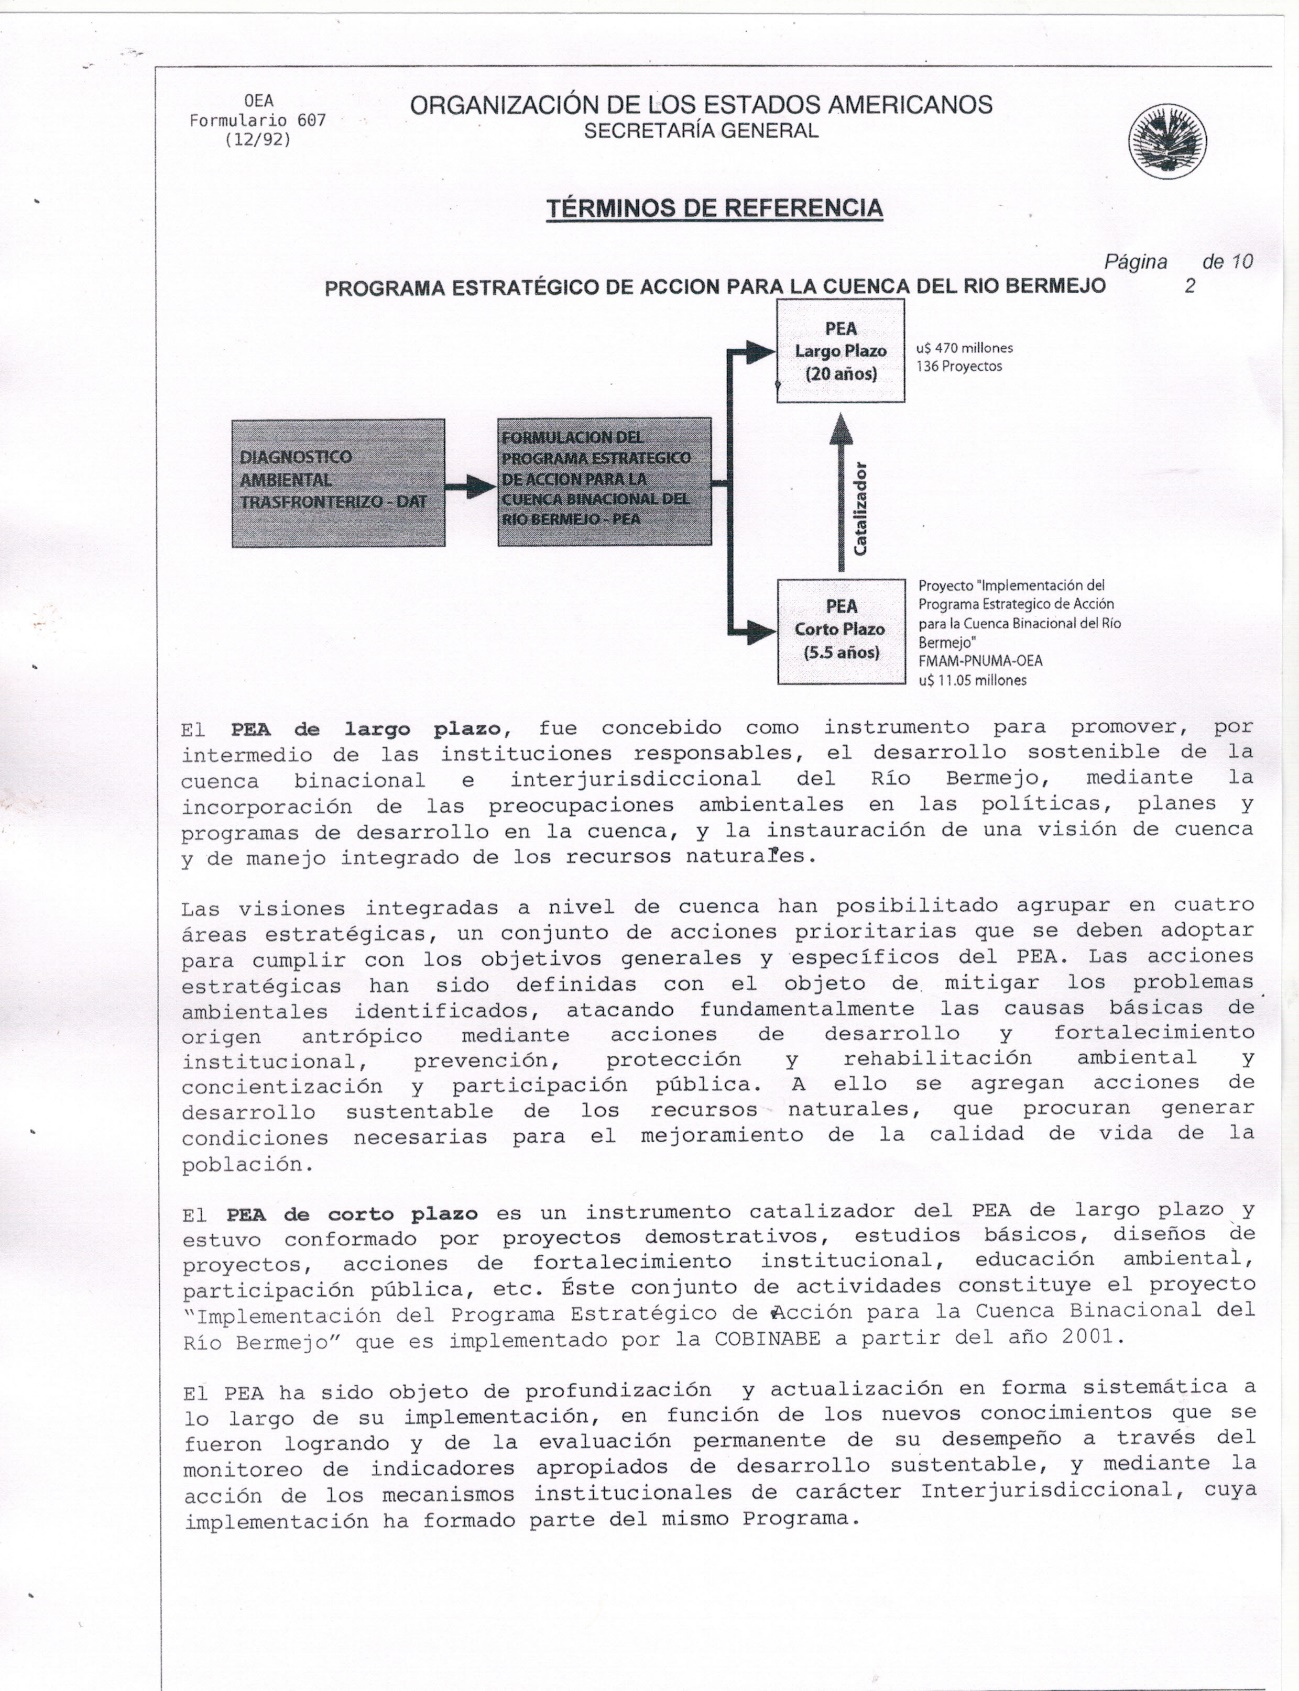 OEA
Formulario 607
(12/92)
ORGANIZACIÓN DE LOS ESTADOS AMERICANOS
SECRETARÍA GENERAL
TÉRMINOS DE REFERENCIA
Página de 10
2
PROGRAMA ESTRATÉGICO DE ACCION PARA LA CUENCA DEL RIO BERMEJO
PEA
Largo Plazo
(20 años)
u$ 470 millones
136 Proyectos
DIAGNOSTICO
AMBIENTAL
TRASFRONTERIZO - DAT
FORMULACION DEL
PROGRAMA ESTRATEGICO
DE ACCION PARA LA
CUENCA BINACIONAL DEL
RIO BERMEJO - PEA
Catalizador
PEA
Corto Plazo
(5.5 años)
Proyecto "Implementación del
Programa Estrategico de Acción
para la Cuenca Binacional del Río
Bermejo"
FMAM-PNUMA-OEA
u$ 11.05 millones
El PEA de largo plazo, fue concebido como instrumento para promover, por
intermedio de las instituciones responsables, el desarrollo sostenible de la
cuenca binacional e interjurisdiccional del Río Bermejo, mediante la
incorporación de las preocupaciones ambientales en las políticas, planes y
programas de desarrollo en la cuenca, y la instauración de una visión de cuenca
y de manejo integrado de los recursos naturales.
Las visiones integradas a nivel de cuenca han posibilitado agrupar en cuatro
áreas estratégicas, un conjunto de acciones prioritarias que se deben adoptar
para cumplir con los objetivos generales y específicos del PEA. Las acciones
estratégicas han sido definidas con el objeto de mitigar los problemas
ambientales identificados, atacando fundamentalmente las causas básicas de
origen antrópico mediante acciones de desarrollo y fortalecimiento
institucional, prevención, protección y rehabilitación ambiental y
concientización y participación pública. A ello se agregan acciones de
desarrollo sustentable de los recursos naturales, que procuran generar
condiciones necesarias para el mejoramiento de la calidad de vida de la
población.
El PEA de corto plazo es un instrumento catalizador del PEA de largo plazo y
estuvo conformado por proyectos demostrativos, estudios básicos, diseños de
proyectos, acciones de fortalecimiento institucional, educación ambiental,
participación pública, etc. Éste conjunto de actividades constituye el proyecto
"Implementación del Programa Estratégico de Acción para la Cuenca Binacional del
Río Bermejo" que es implementado por la COBINABE a partir del año 2001.
El PEA ha sido objeto de profundización y actualización en forma sistemática a
lo largo de su implementación, en función de los nuevos conocimientos que se
fueron logrando y de la evaluación permanente de su desempeño a través del
monitoreo de indicadores apropiados de desarrollo sustentable, y mediante la
acción de los mecanismos institucionales de carácter Interjurisdiccional, cuya
implementación ha formado parte del mismo Programa.